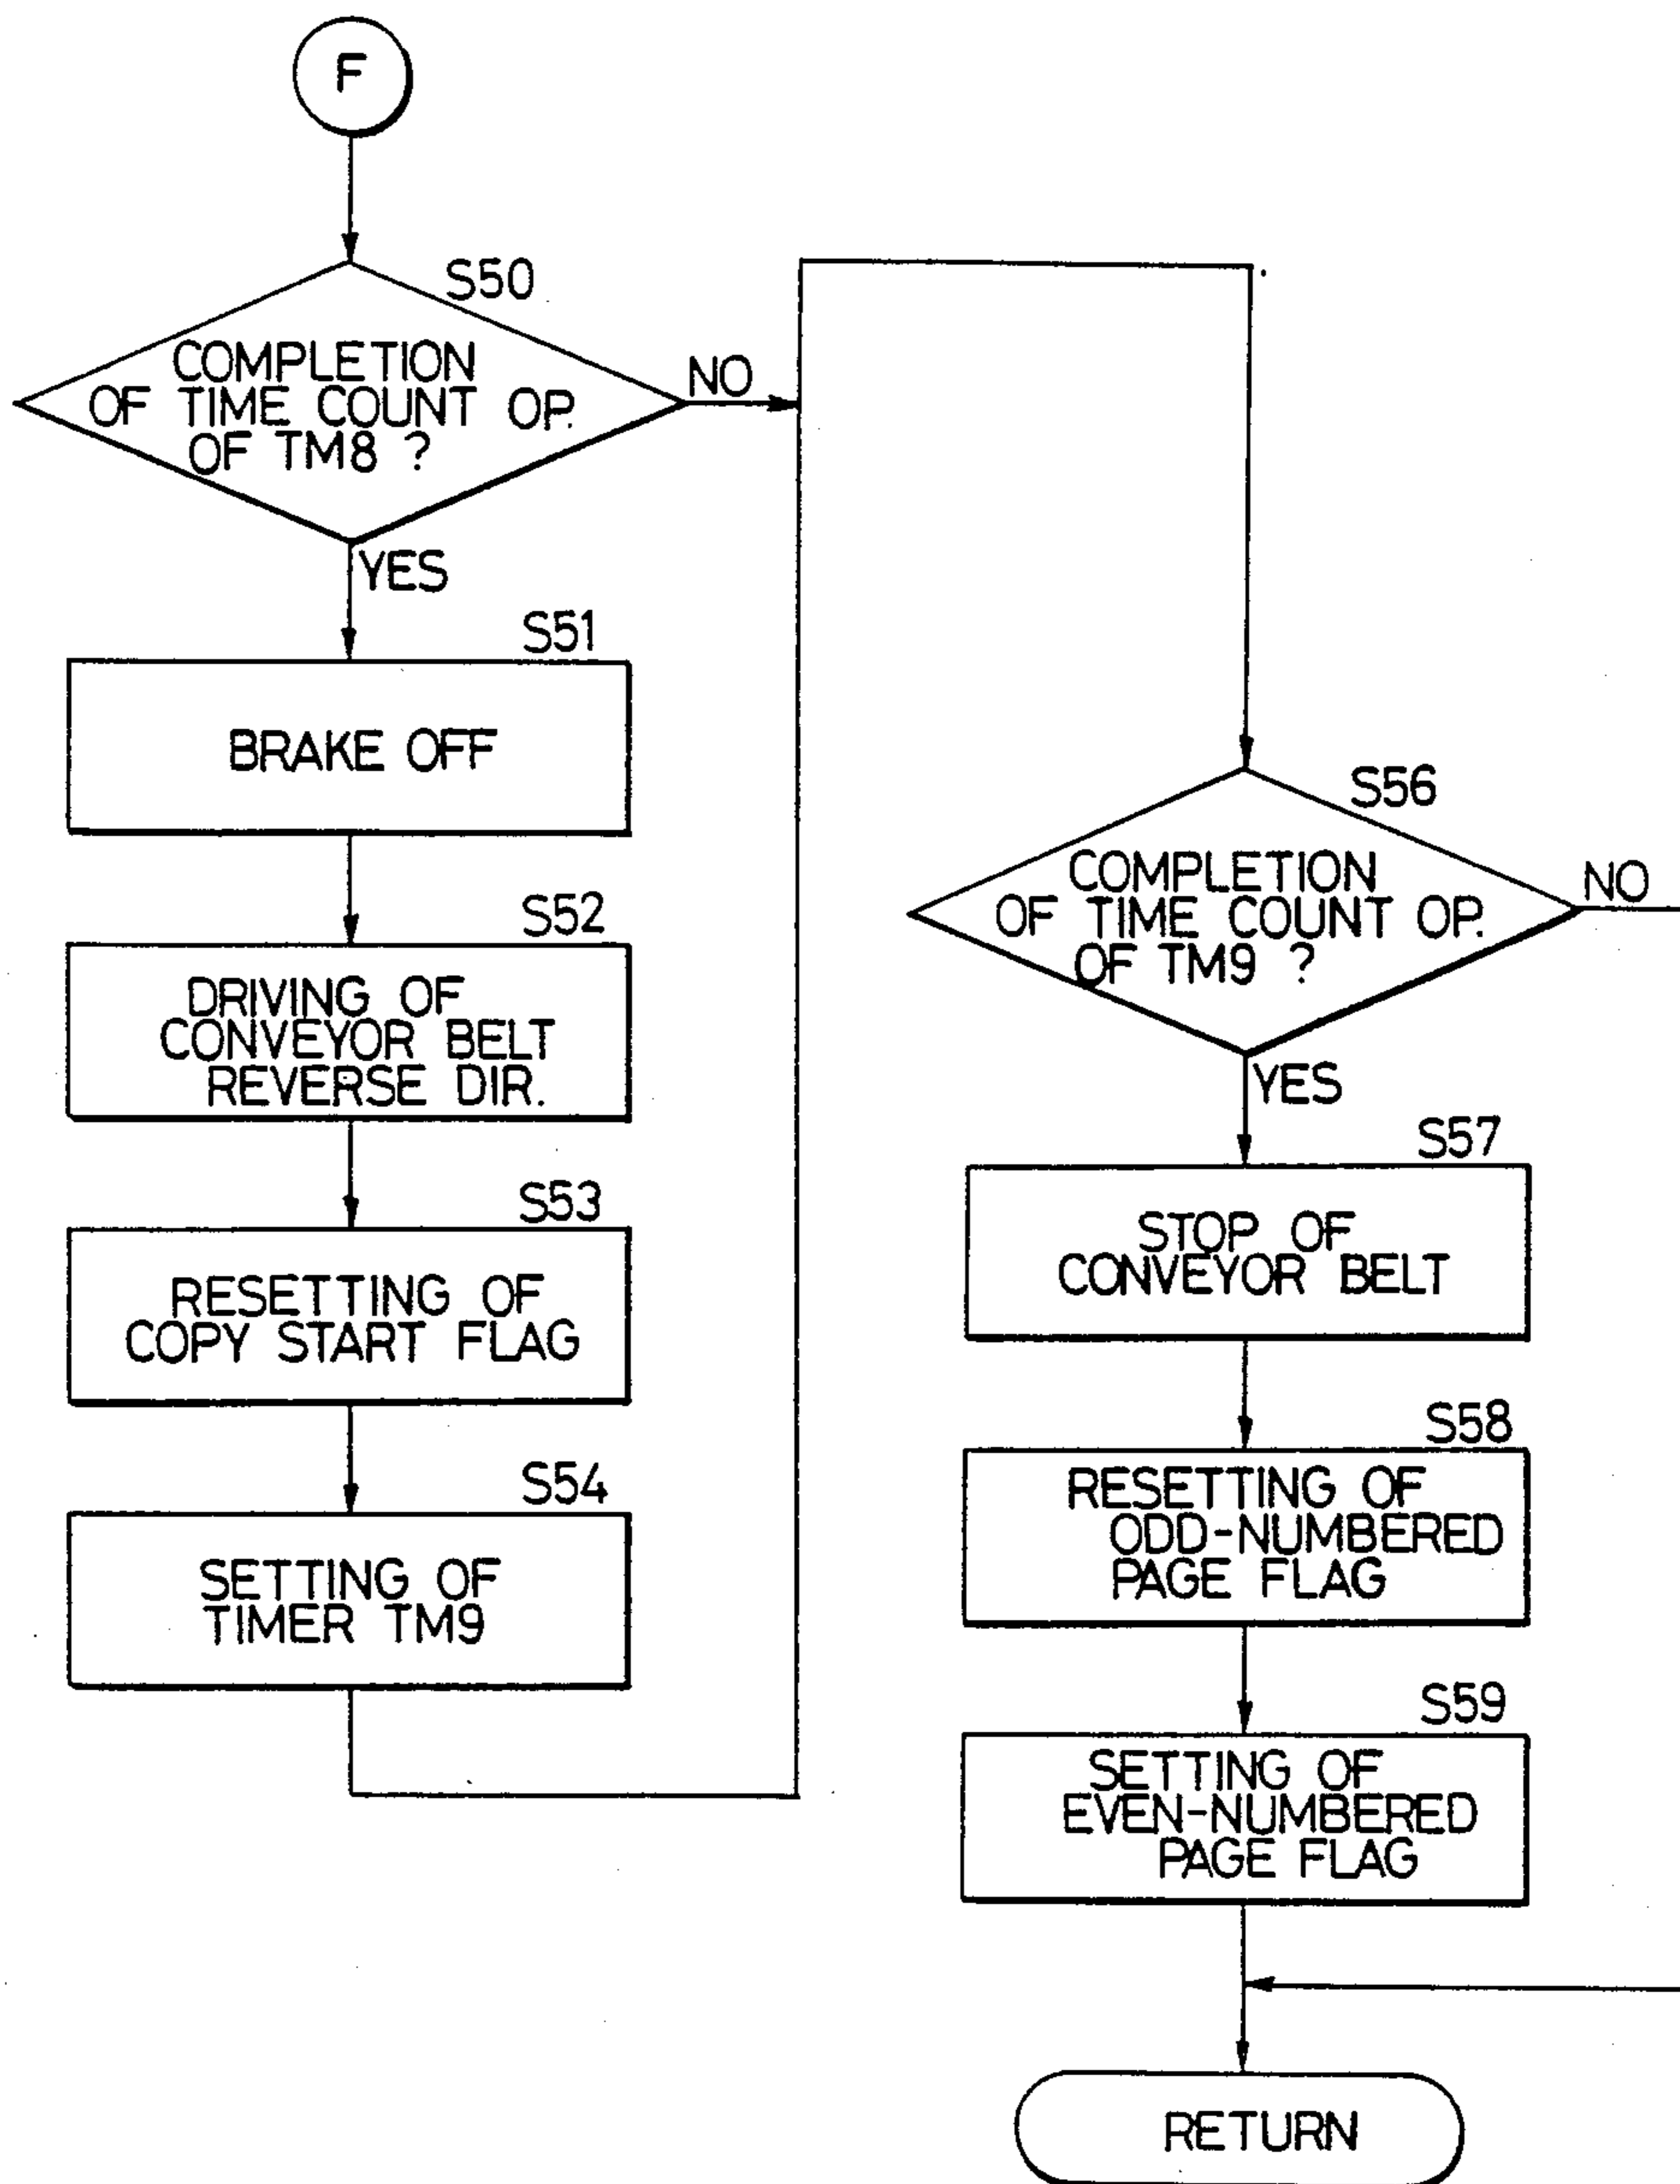 F
S50
COMPLETION
OF TIME COUNT OP.
OF TM8 ?
NO
YES
S51
BRAKE OFF
S52
DRIVING OF
CONVEYOR BELT
REVERSE DIR.
S53
RESETTING OF
COPY START FLAG
S54
SETTING OF
TIMER TM9
S56
COMPLETION
OF TIME COUNT OP.
OF TM9 ?
NO
YES
S57
STOP OF
CONVEYOR BELT
S58
RESETTING OF
ODD-NUMBERED
PAGE FLAG
S59
SETTING OF
EVEN-NUMBERED
PAGE FLAG
RETURN